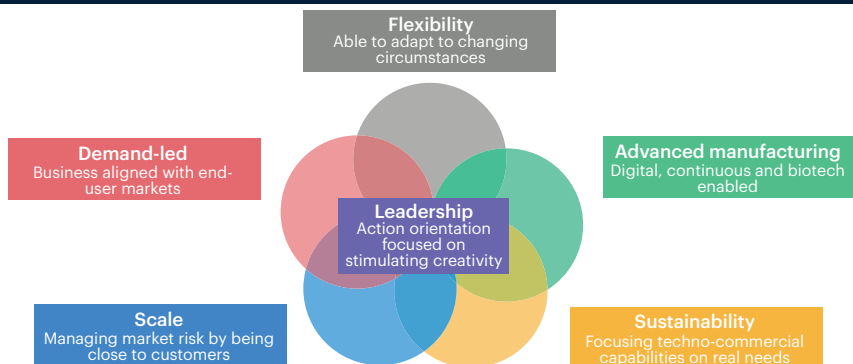 Flexibility
Able to adapt to changing
circumstances
Demand-led
Business aligned with end-
user markets
Advanced manufacturing
Digital, continuous and biotech
enabled
Leadership
Action orientation
focused on
stimulating creativity
Scale
Managing market risk by being
close to customers
Sustainability
Focusing techno-commercial
capabilities on real needs